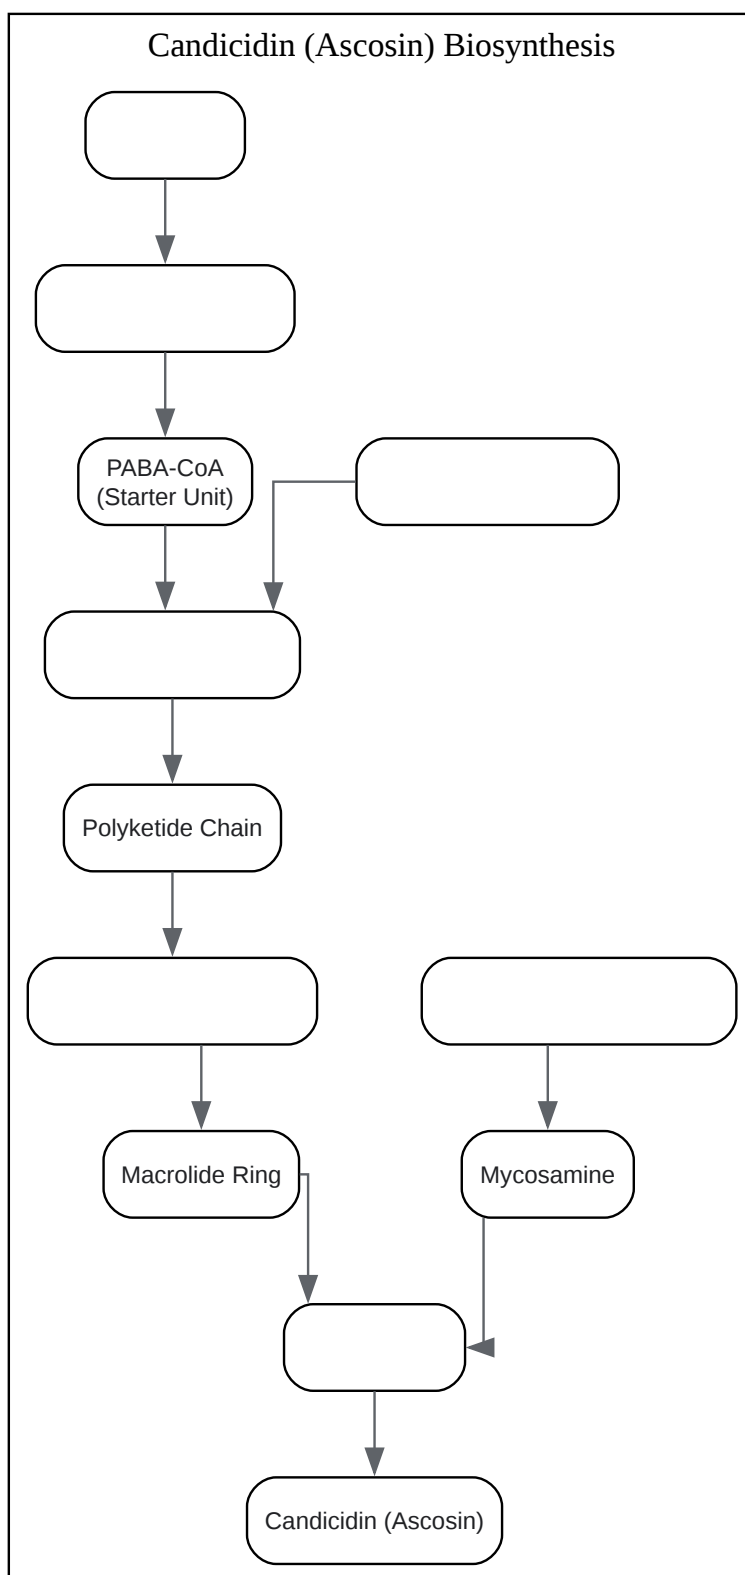 Candicidin (Ascosin) Biosynthesis
PABA-CoA
(Starter Unit)
Polyketide Chain
Macrolide Ring
Mycosamine
Candicidin (Ascosin)